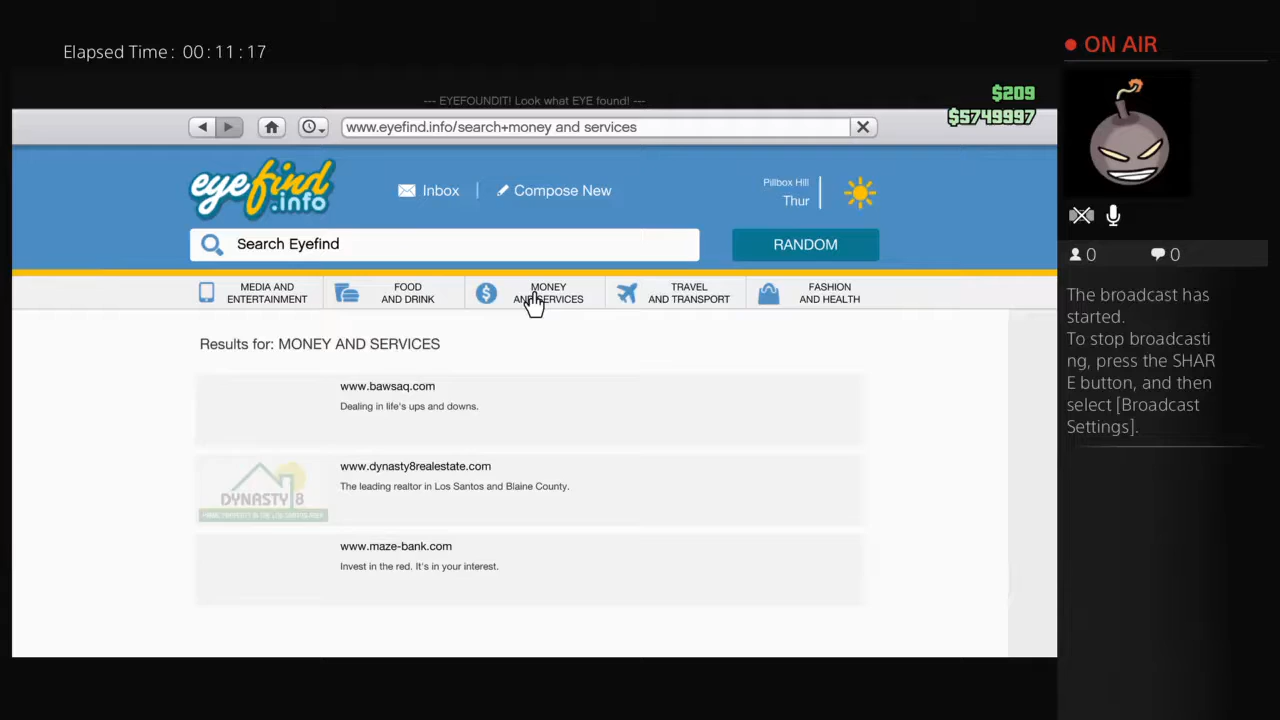 Elapsed Time: 00:11:17
ON AIR
--- EYEFOUNDIT! Look what EYE found! ---
$209
$5749997
www.eyefind.info/search+money and services
eyefind
.info
Inbox
Compose New
Pillbox Hill
Thur
Search Eyefind
RANDOM
MEDIA AND
ENTERTAINMENT
FOOD
AND DRINK
MONEY
AND SERVICES
TRAVEL
AND TRANSPORT
FASHION
AND HEALTH
Results for: MONEY AND SERVICES
www.bawsaq.com
Dealing in life's ups and downs.
DYNASTY 8
www.dynasty8realestate.com
The leading realtor in Los Santos and Blaine County.
www.maze-bank.com
Invest in the red. It's in your interest.
0
0
The broadcast has
started.
To stop broadcasti
ng, press the SHAR
E button, and then
select [Broadcast
Settings].